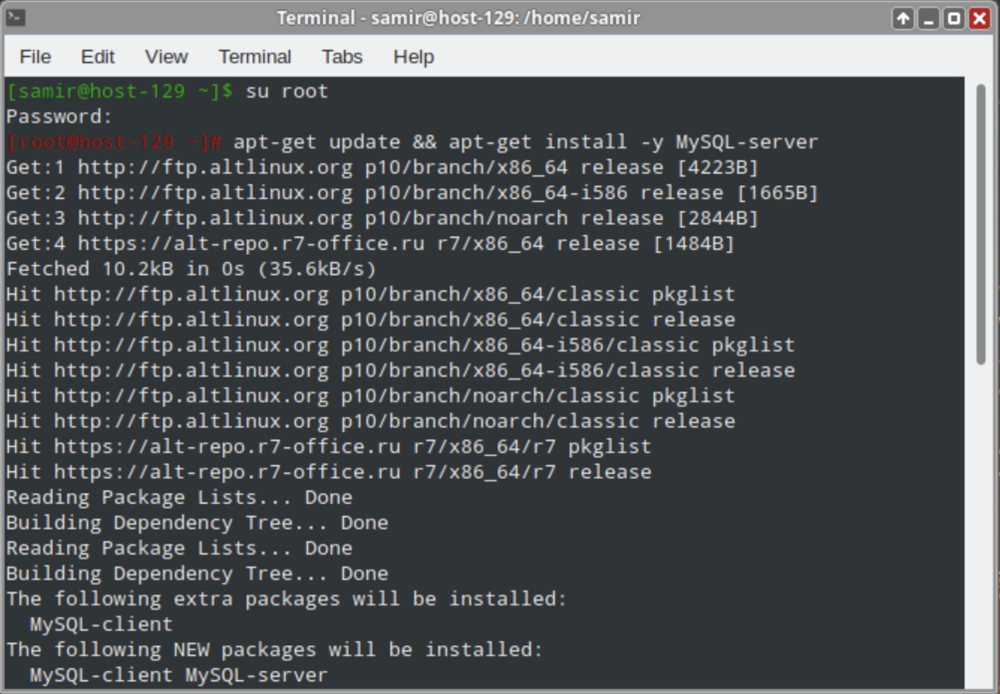 Terminal - samir@host-129: /home/samir
File Edit View Terminal Tabs Help
[samir@host-129 ~]$ su root
Password:
[root@host-129 ~]# apt-get update && apt-get install -y MySQL-server
Get:1 http://ftp.altlinux.org p10/branch/x86_64 release [4223B]
Get:2 http://ftp.altlinux.org p10/branch/x86_64-i586 release [1665B]
Get:3 http://ftp.altlinux.org p10/branch/noarch release [2844B]
Get:4 https://alt-repo.r7-office.ru r7/x86_64 release [1484B]
Fetched 10.2kB in 0s (35.6kB/s)
Hit http://ftp.altlinux.org p10/branch/x86_64/classic pkglist
Hit http://ftp.altlinux.org p10/branch/x86_64/classic release
Hit http://ftp.altlinux.org p10/branch/x86_64-i586/classic pkglist
Hit http://ftp.altlinux.org p10/branch/x86_64-i586/classic release
Hit http://ftp.altlinux.org p10/branch/noarch/classic pkglist
Hit http://ftp.altlinux.org p10/branch/noarch/classic release
Hit https://alt-repo.r7-office.ru r7/x86_64/r7 pkglist
Hit https://alt-repo.r7-office.ru r7/x86_64/r7 release
Reading Package Lists... Done
Building Dependency Tree... Done
Reading Package Lists... Done
Building Dependency Tree... Done
The following extra packages will be installed:
  MySQL-client
The following NEW packages will be installed:
  MySQL-client MySQL-server